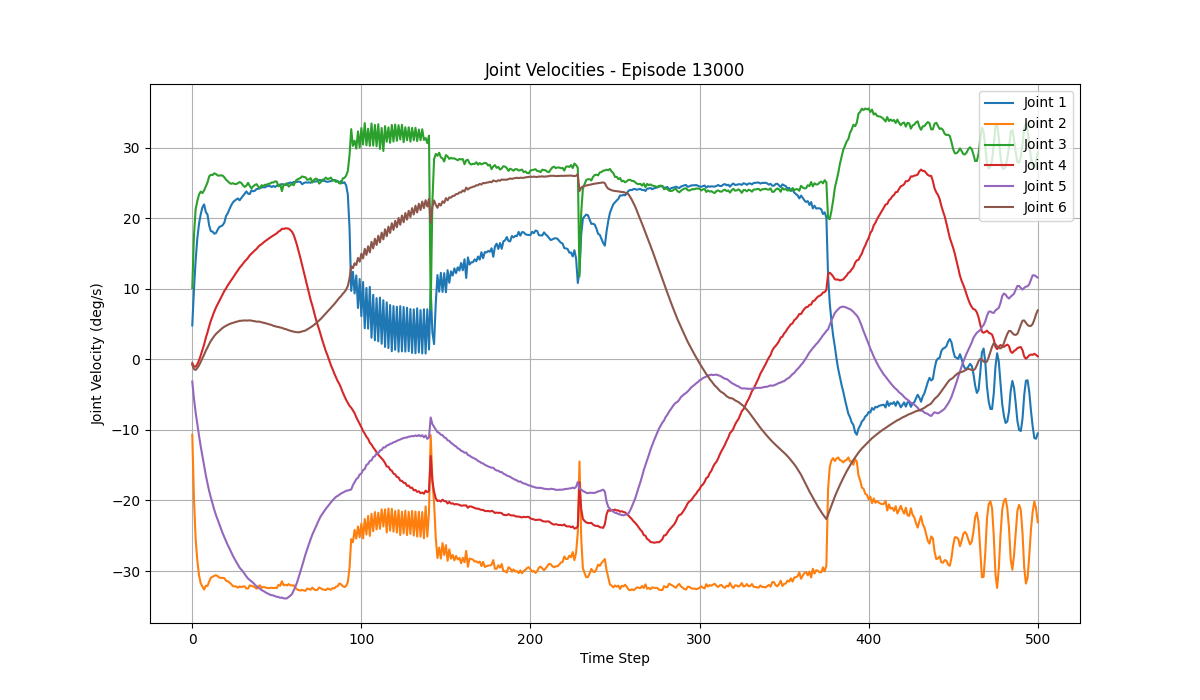 Joint Velocities - Episode 13000
Joint 1
Joint 2
Joint 3
Joint 4
Joint 5
Joint 6
Joint Velocity (deg/s)
30
20
10
0
−10
−20
−30
0 100 200 300 400 500
Time Step